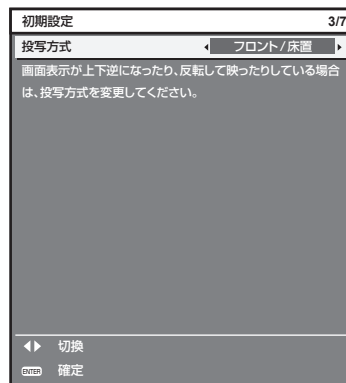 初期設定 3/7
投写方式 フロント/床置
画面表示が上下逆になったり、反転して映ったりしている場合
は、投写方式を変更してください。
切換
ENTER 確定